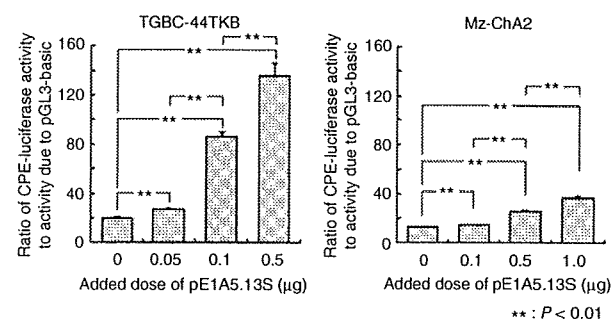 TGBC-44TKB
Ratio of CPE-luciferase activity
to activity due to pGL3-basic
160
120
80
40
0
**
**
**
**
**
0 0.05 0.1 0.5
Added dose of pE1A5.13S (μg)
Mz-ChA2
Ratio of CPE-luciferase activity
to activity due to pGL3-basic
160
120
80
40
0
**
**
**
**
**
0 0.1 0.5 1.0
Added dose of pE1A5.13S (μg)
** : P < 0.01